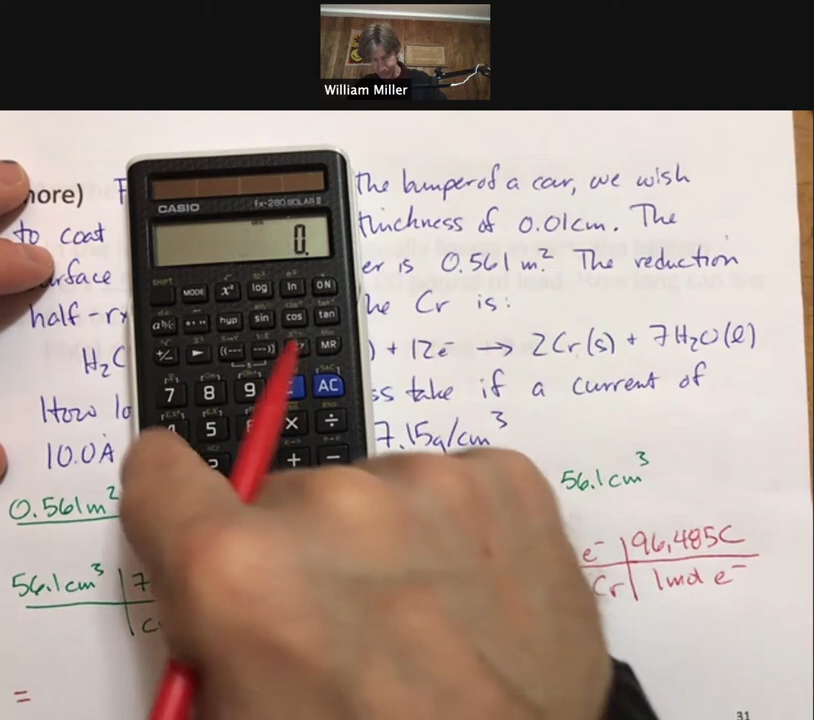 William Miller
more) the bumper of a car, we wish
to coat thickness of 0.01cm. The
surface er is 0.561 m². The reduction
half-rx he Cr is:
H₂C ) + 12e⁻ → 2Cr(s) + 7H₂O(l)
How lo ss take if a current of
10.0A 7.15g/cm³
0.561m² 56.1cm³
56.1cm³ 7 e⁻ 96,485C
Cr 1mol e⁻
=
31
CASIO
fx-260 SOLAR II
0.
SHIFT
MODE x² log ln ON
ab/c hyp sin cos tan
+/- ► ((--- ---)) MR
7 8 9 AC
5 × ÷
+ −